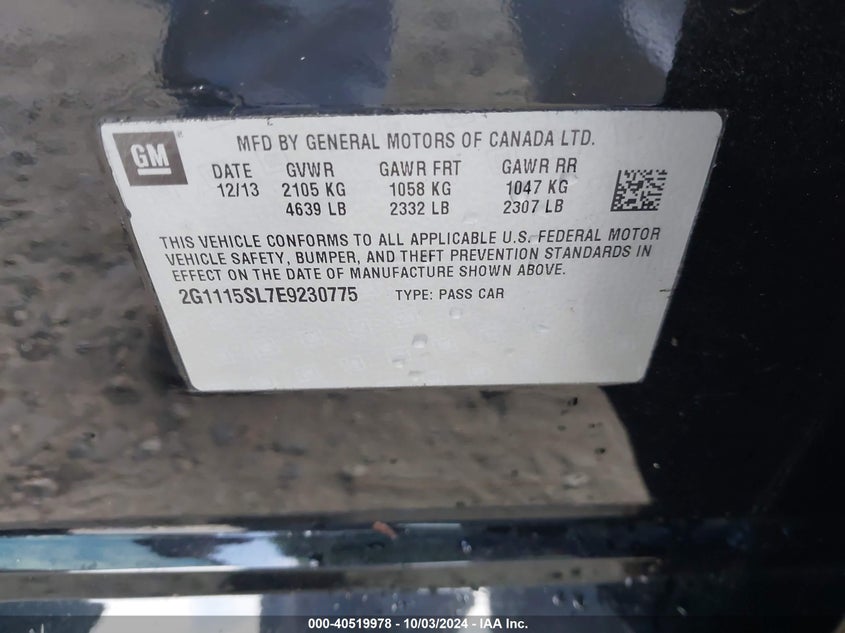 GM
MFD BY GENERAL MOTORS OF CANADA LTD.
DATE GVWR GAWR FRT GAWR RR
12/13 2105 KG 1058 KG 1047 KG
4639 LB 2332 LB 2307 LB
THIS VEHICLE CONFORMS TO ALL APPLICABLE U.S. FEDERAL MOTOR
VEHICLE SAFETY, BUMPER, AND THEFT PREVENTION STANDARDS IN
EFFECT ON THE DATE OF MANUFACTURE SHOWN ABOVE.
2G1115SL7E9230775 TYPE: PASS CAR
000-40519978 - 10/03/2024 - IAA Inc.